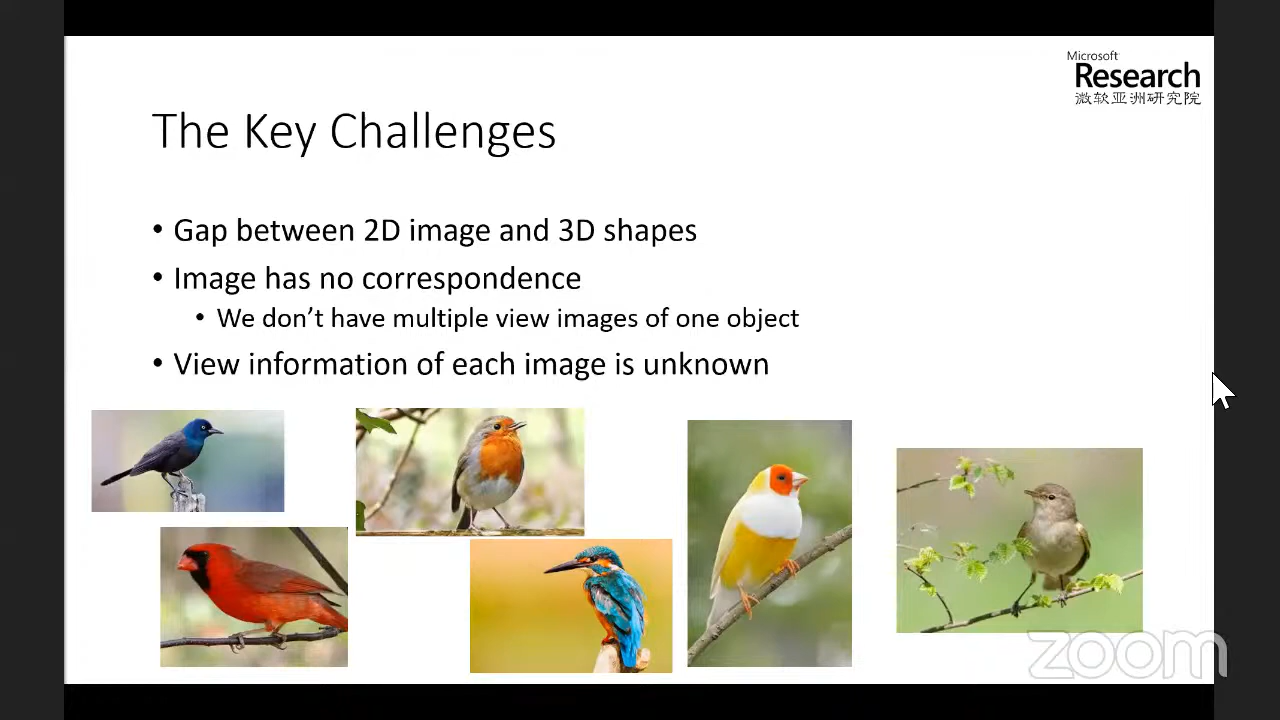 Microsoft
Research
微软亚洲研究院
The Key Challenges
• Gap between 2D image and 3D shapes
• Image has no correspondence
• We don’t have multiple view images of one object
• View information of each image is unknown
zoom